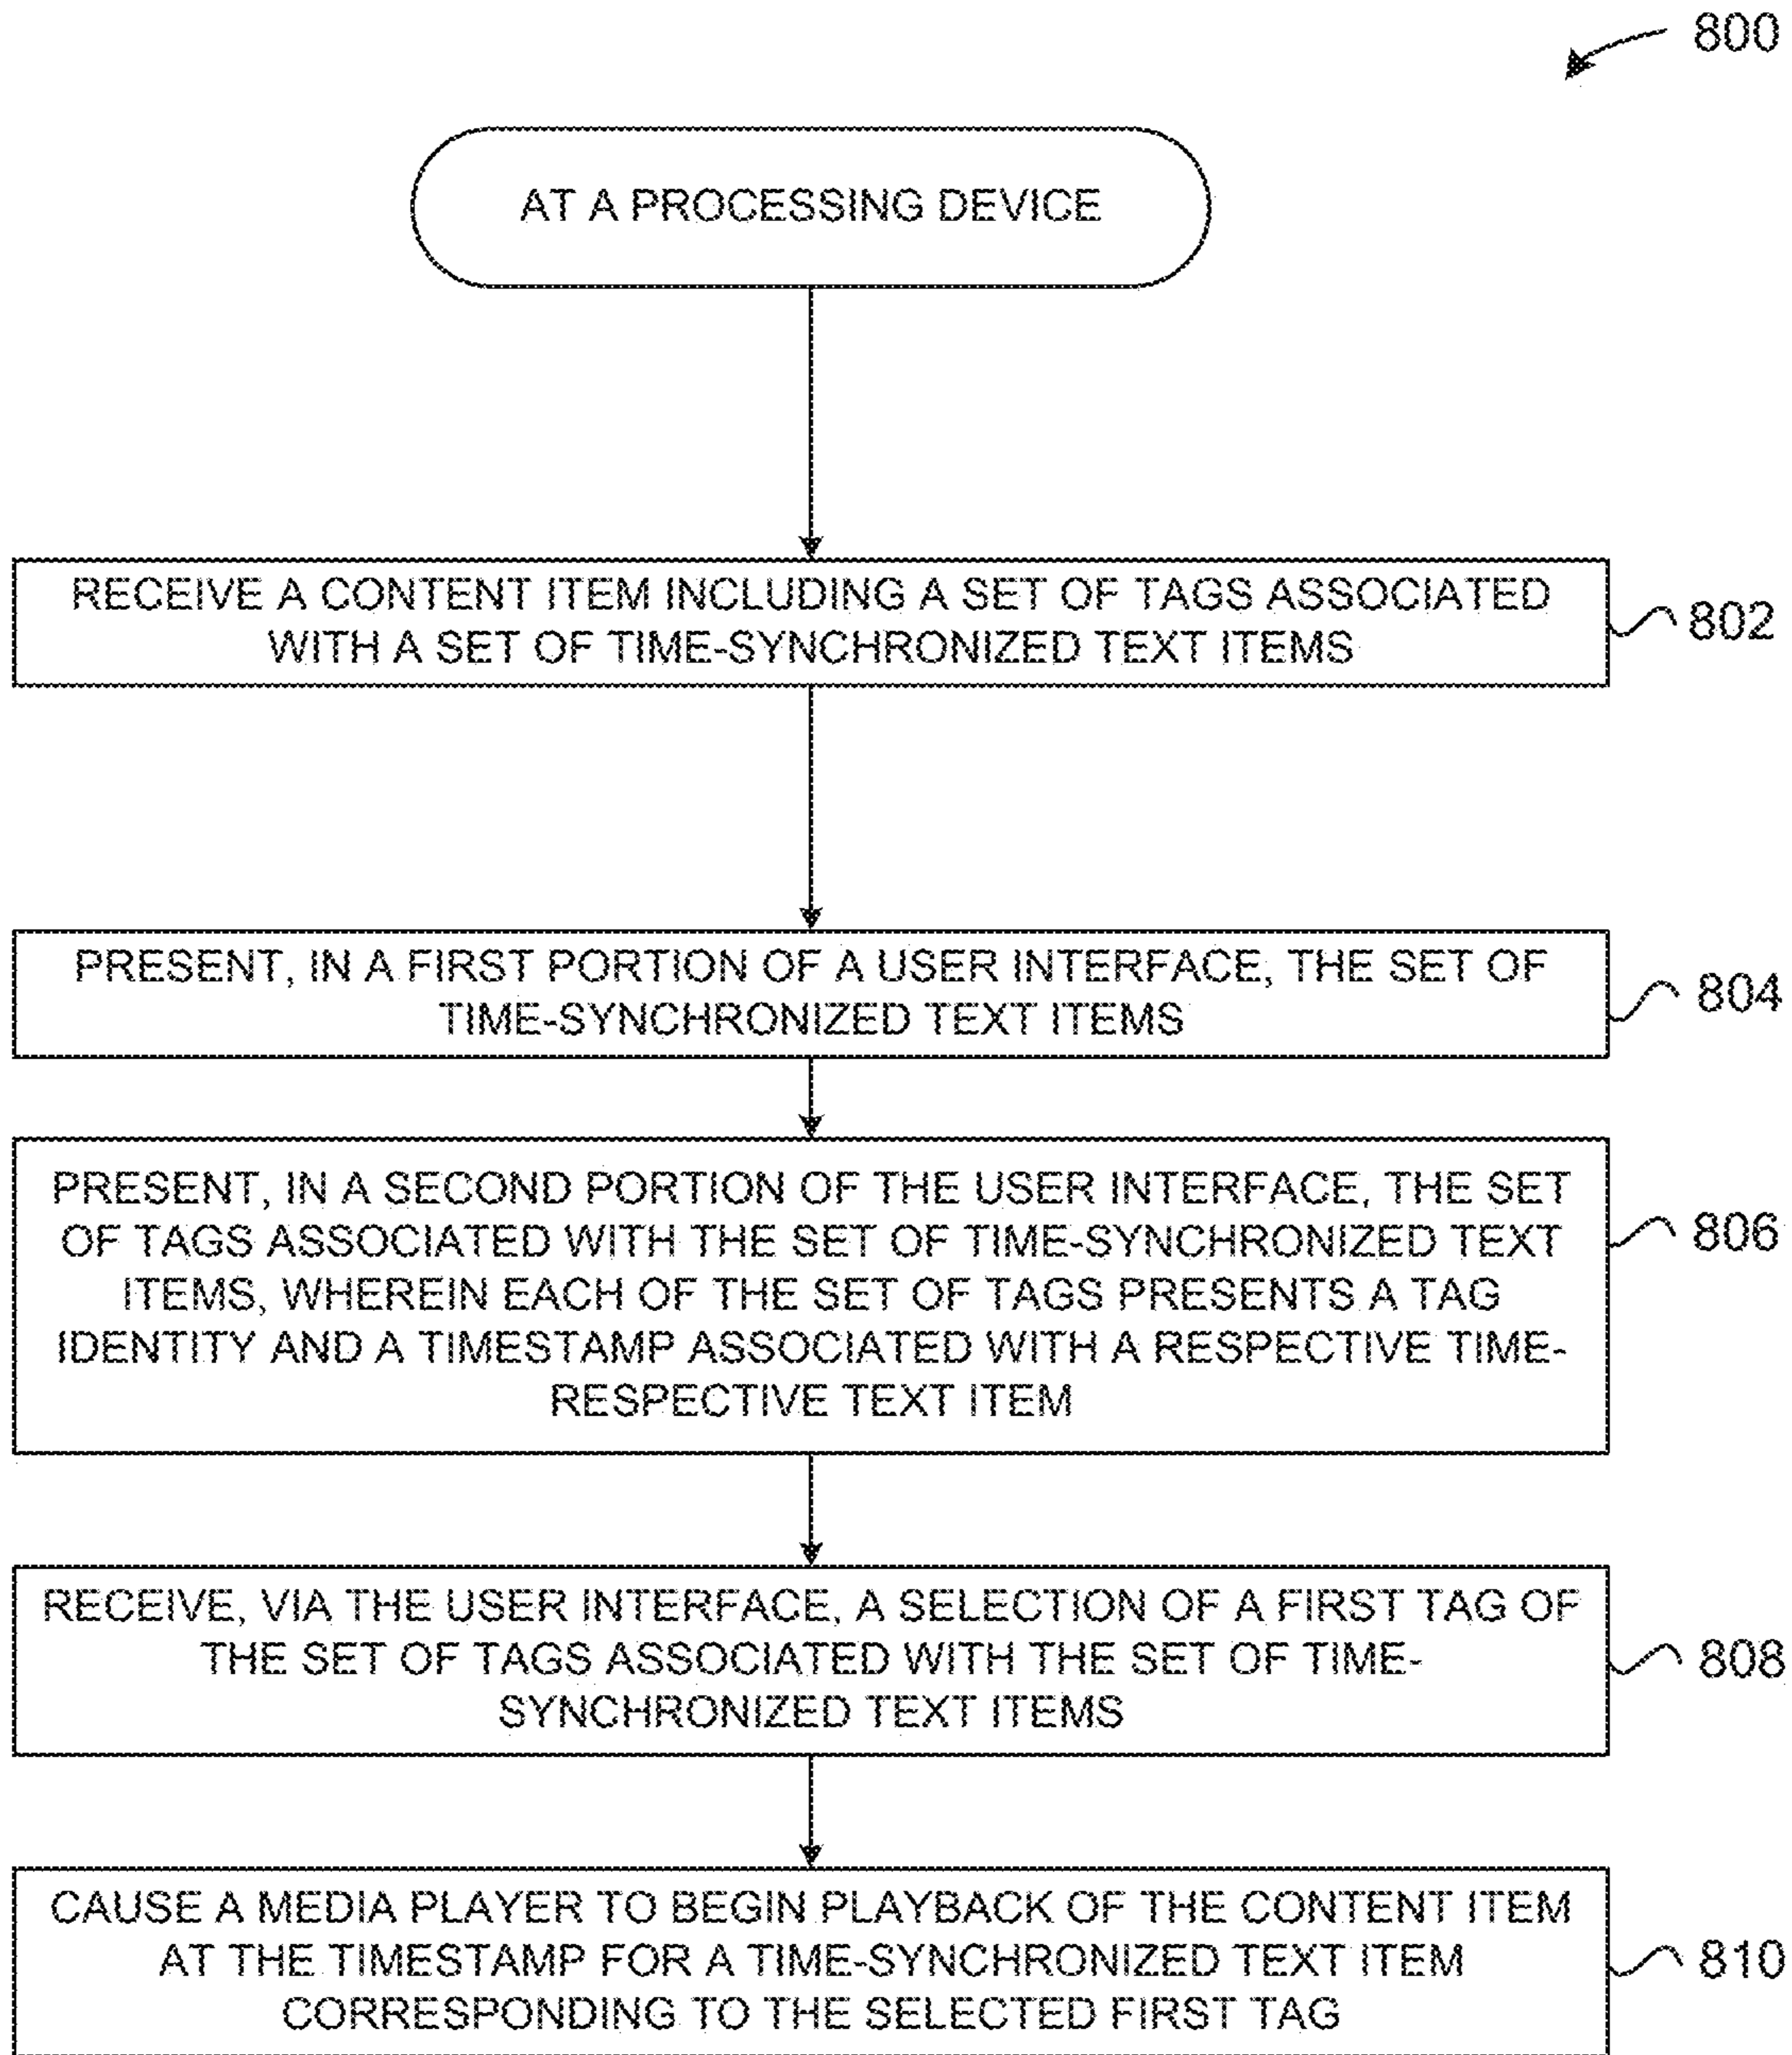 800
AT A PROCESSING DEVICE
RECEIVE A CONTENT ITEM INCLUDING A SET OF TAGS ASSOCIATED
WITH A SET OF TIME-SYNCHRONIZED TEXT ITEMS
802
PRESENT, IN A FIRST PORTION OF A USER INTERFACE, THE SET OF
TIME-SYNCHRONIZED TEXT ITEMS
804
PRESENT, IN A SECOND PORTION OF THE USER INTERFACE, THE SET
OF TAGS ASSOCIATED WITH THE SET OF TIME-SYNCHRONIZED TEXT
ITEMS, WHEREIN EACH OF THE SET OF TAGS PRESENTS A TAG
IDENTITY AND A TIMESTAMP ASSOCIATED WITH A RESPECTIVE TIME-
RESPECTIVE TEXT ITEM
806
RECEIVE, VIA THE USER INTERFACE, A SELECTION OF A FIRST TAG OF
THE SET OF TAGS ASSOCIATED WITH THE SET OF TIME-
SYNCHRONIZED TEXT ITEMS
808
CAUSE A MEDIA PLAYER TO BEGIN PLAYBACK OF THE CONTENT ITEM
AT THE TIMESTAMP FOR A TIME-SYNCHRONIZED TEXT ITEM
CORRESPONDING TO THE SELECTED FIRST TAG
810